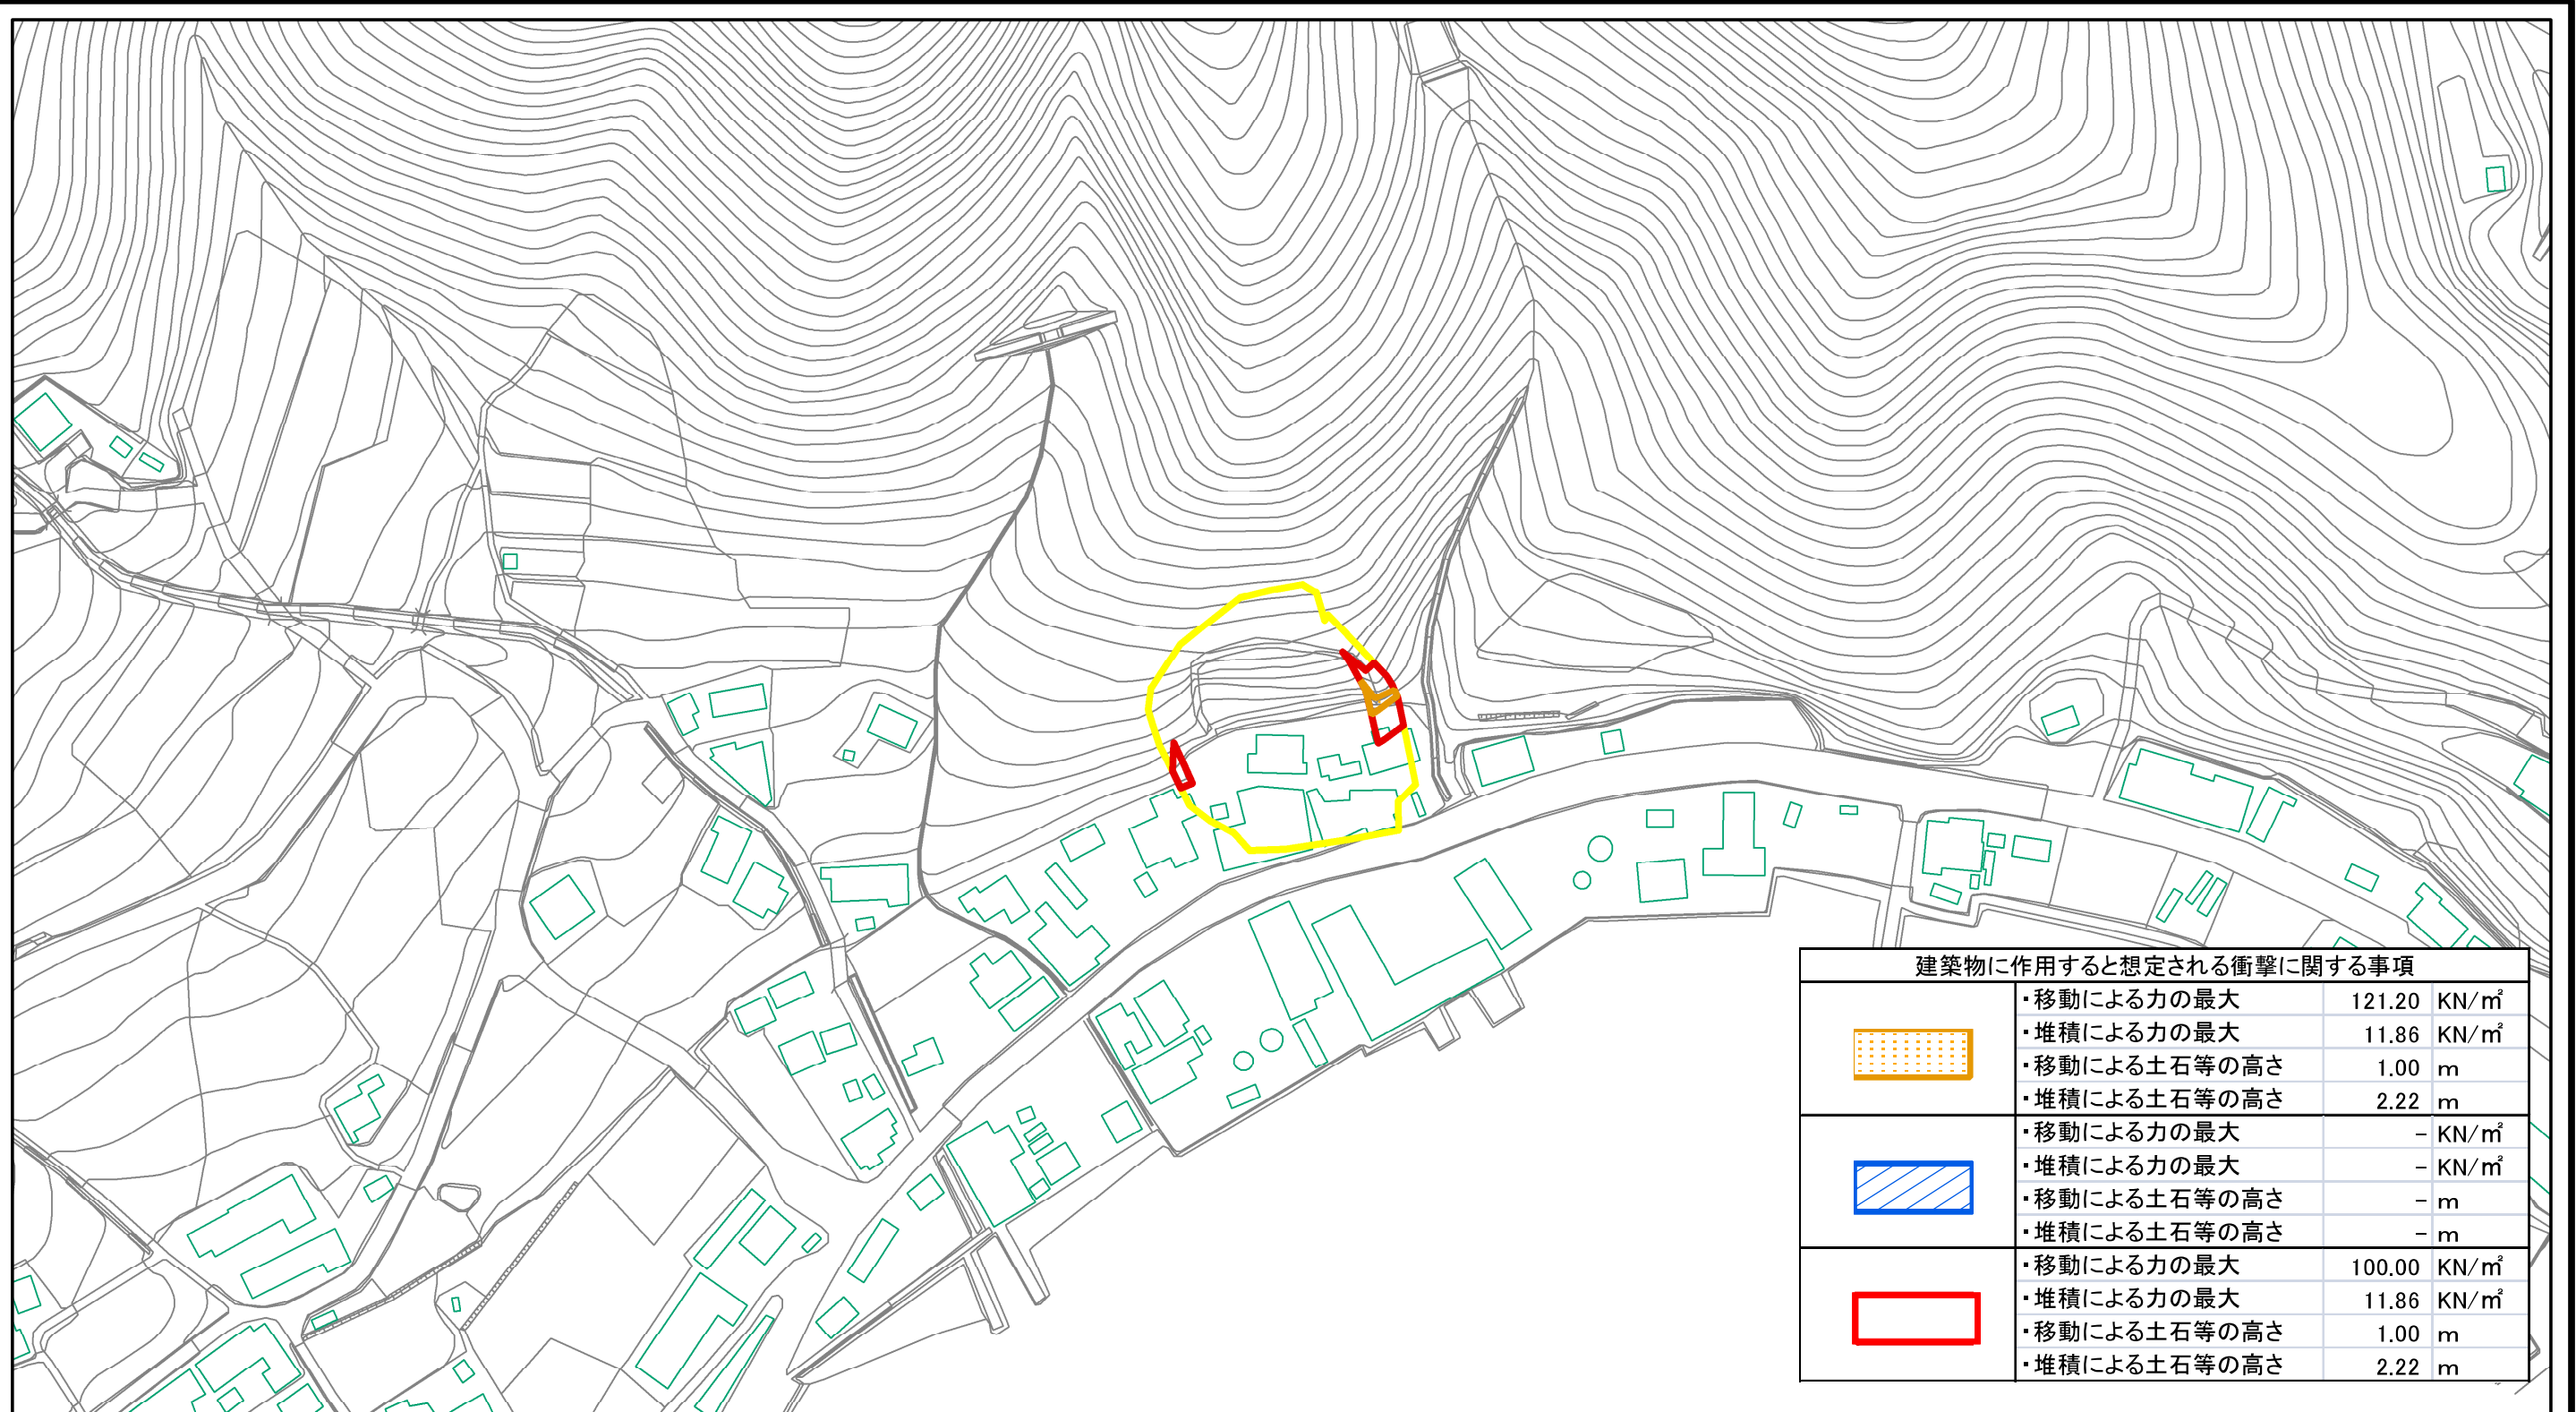 建築物に作用すると想定される衝撃に関する事項
・移動による力の最大 121.20 KN/㎡
・堆積による力の最大 11.86 KN/㎡
・移動による土石等の高さ 1.00 m
・堆積による土石等の高さ 2.22 m
・移動による力の最大 - KN/㎡
・堆積による力の最大 - KN/㎡
・移動による土石等の高さ - m
・堆積による土石等の高さ - m
・移動による力の最大 100.00 KN/㎡
・堆積による力の最大 11.86 KN/㎡
・移動による土石等の高さ 1.00 m
・堆積による土石等の高さ 2.22 m